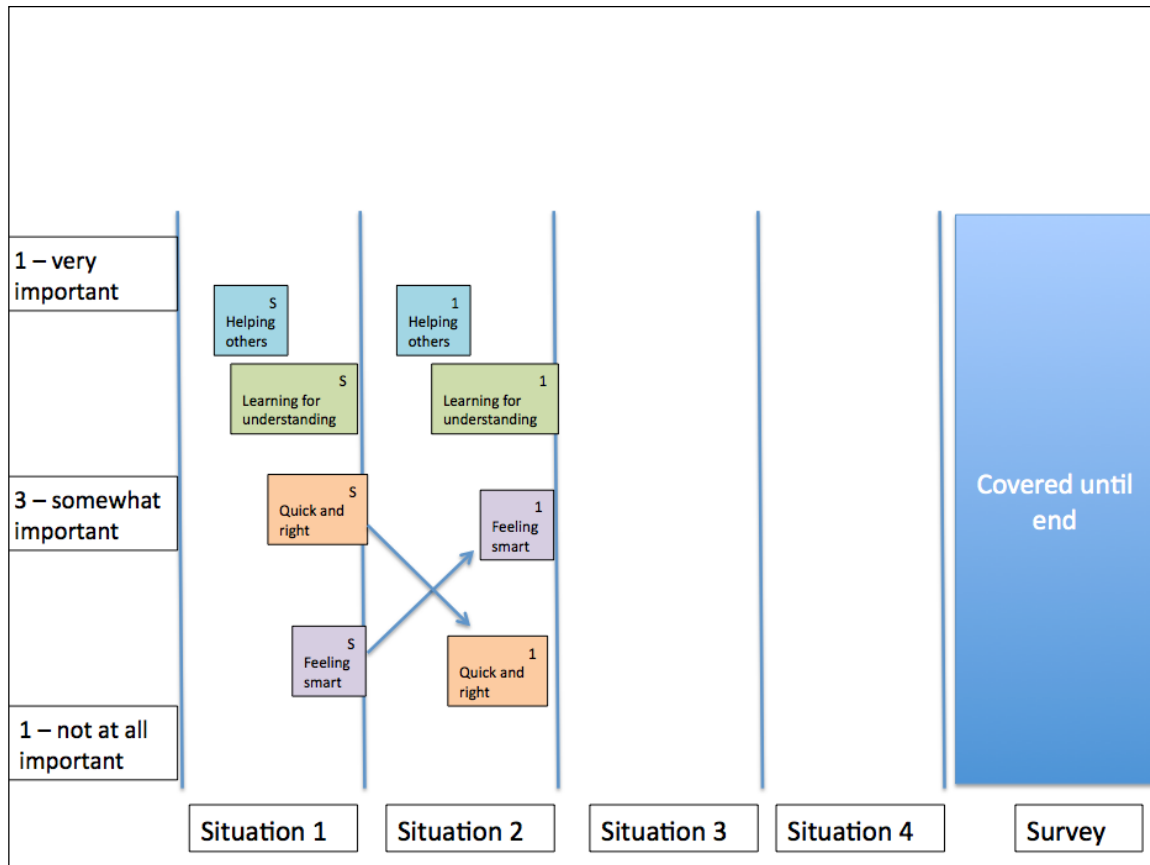 1 – very
important
S
Helping
others
1
Helping
others
S
Learning for
understanding
1
Learning for
understanding
3 – somewhat
important
S
Quick and
right
1
Feeling
smart
Covered until
end
S
Feeling
smart
1
Quick and
right
1 – not at all
important
Situation 1
Situation 2
Situation 3
Situation 4
Survey